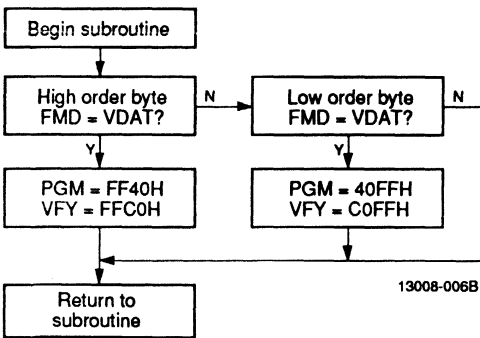 Begin subroutine
High order byte
FMD = VDAT?
N
Low order byte
FMD = VDAT?
N
Y
Y
PGM = FF40H
VFY = FFC0H
PGM = 40FFH
VFY = C0FFH
13008-006B
Return to
subroutine